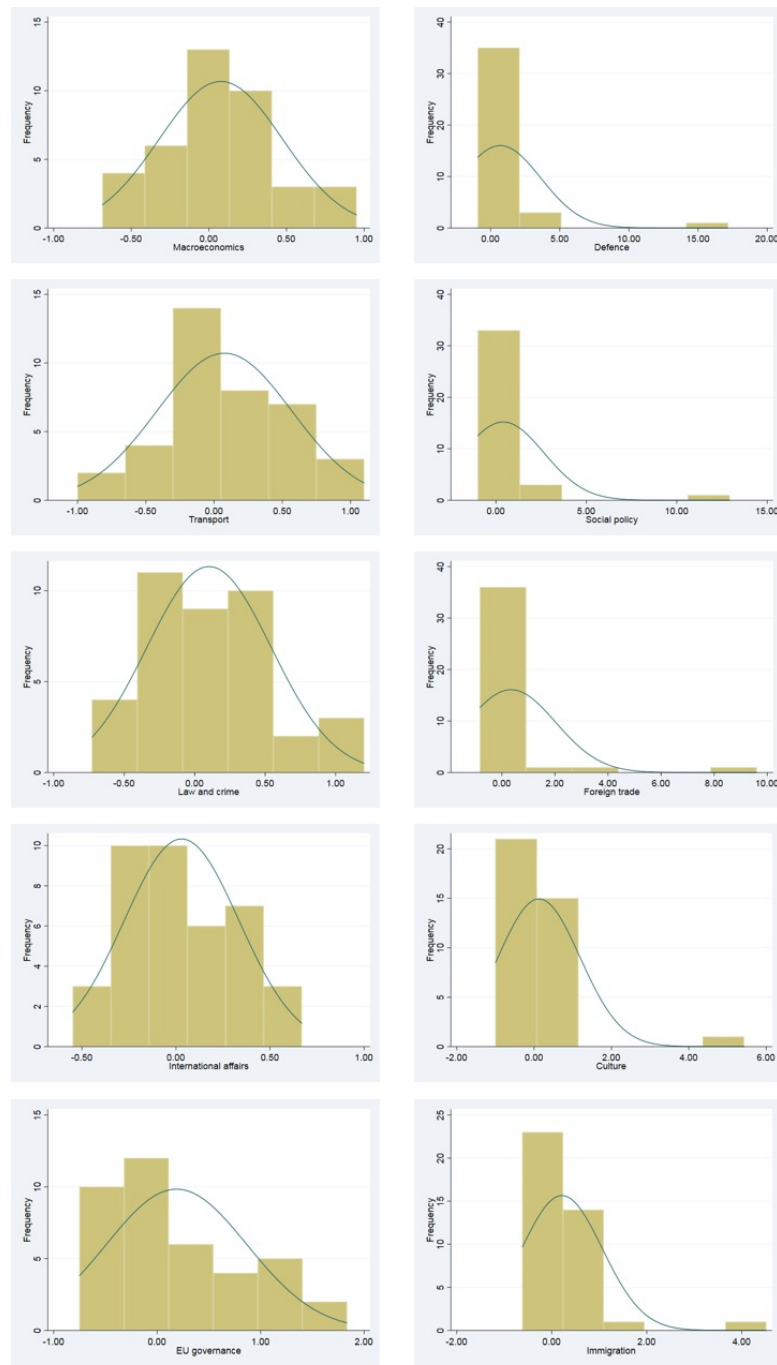 Frequency
15
10
5
0
-1.00 -0.50 0.00 0.50 1.00
Macroeconomics
Frequency
40
30
20
10
0
0.00 5.00 10.00 15.00 20.00
Defence
Frequency
15
10
5
0
-1.00 -0.50 0.00 0.50 1.00
Transport
Frequency
40
30
20
10
0
0.00 5.00 10.00 15.00
Social policy
Frequency
10
5
0
-1.00 -0.50 0.00 0.50 1.00
Law and crime
Frequency
40
30
20
10
0
0.00 2.00 4.00 6.00 8.00 10.00
Foreign trade
Frequency
10
8
6
4
2
0
-0.50 0.00 0.50 1.00
International affairs
Frequency
20
15
10
5
0
-2.00 0.00 2.00 4.00 6.00
Culture
Frequency
15
10
5
0
-1.00 0.00 1.00 2.00
EU governance
Frequency
25
20
15
10
5
0
-2.00 0.00 2.00 4.00
Immigration